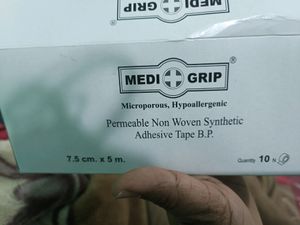 MEDI GRIP®
MEDI GRIP®
Microporous, Hypoallergenic
Permeable Non Woven Synthetic
Adhesive Tape B.P.
7.5 cm. x 5 m.
Quantity 10 N